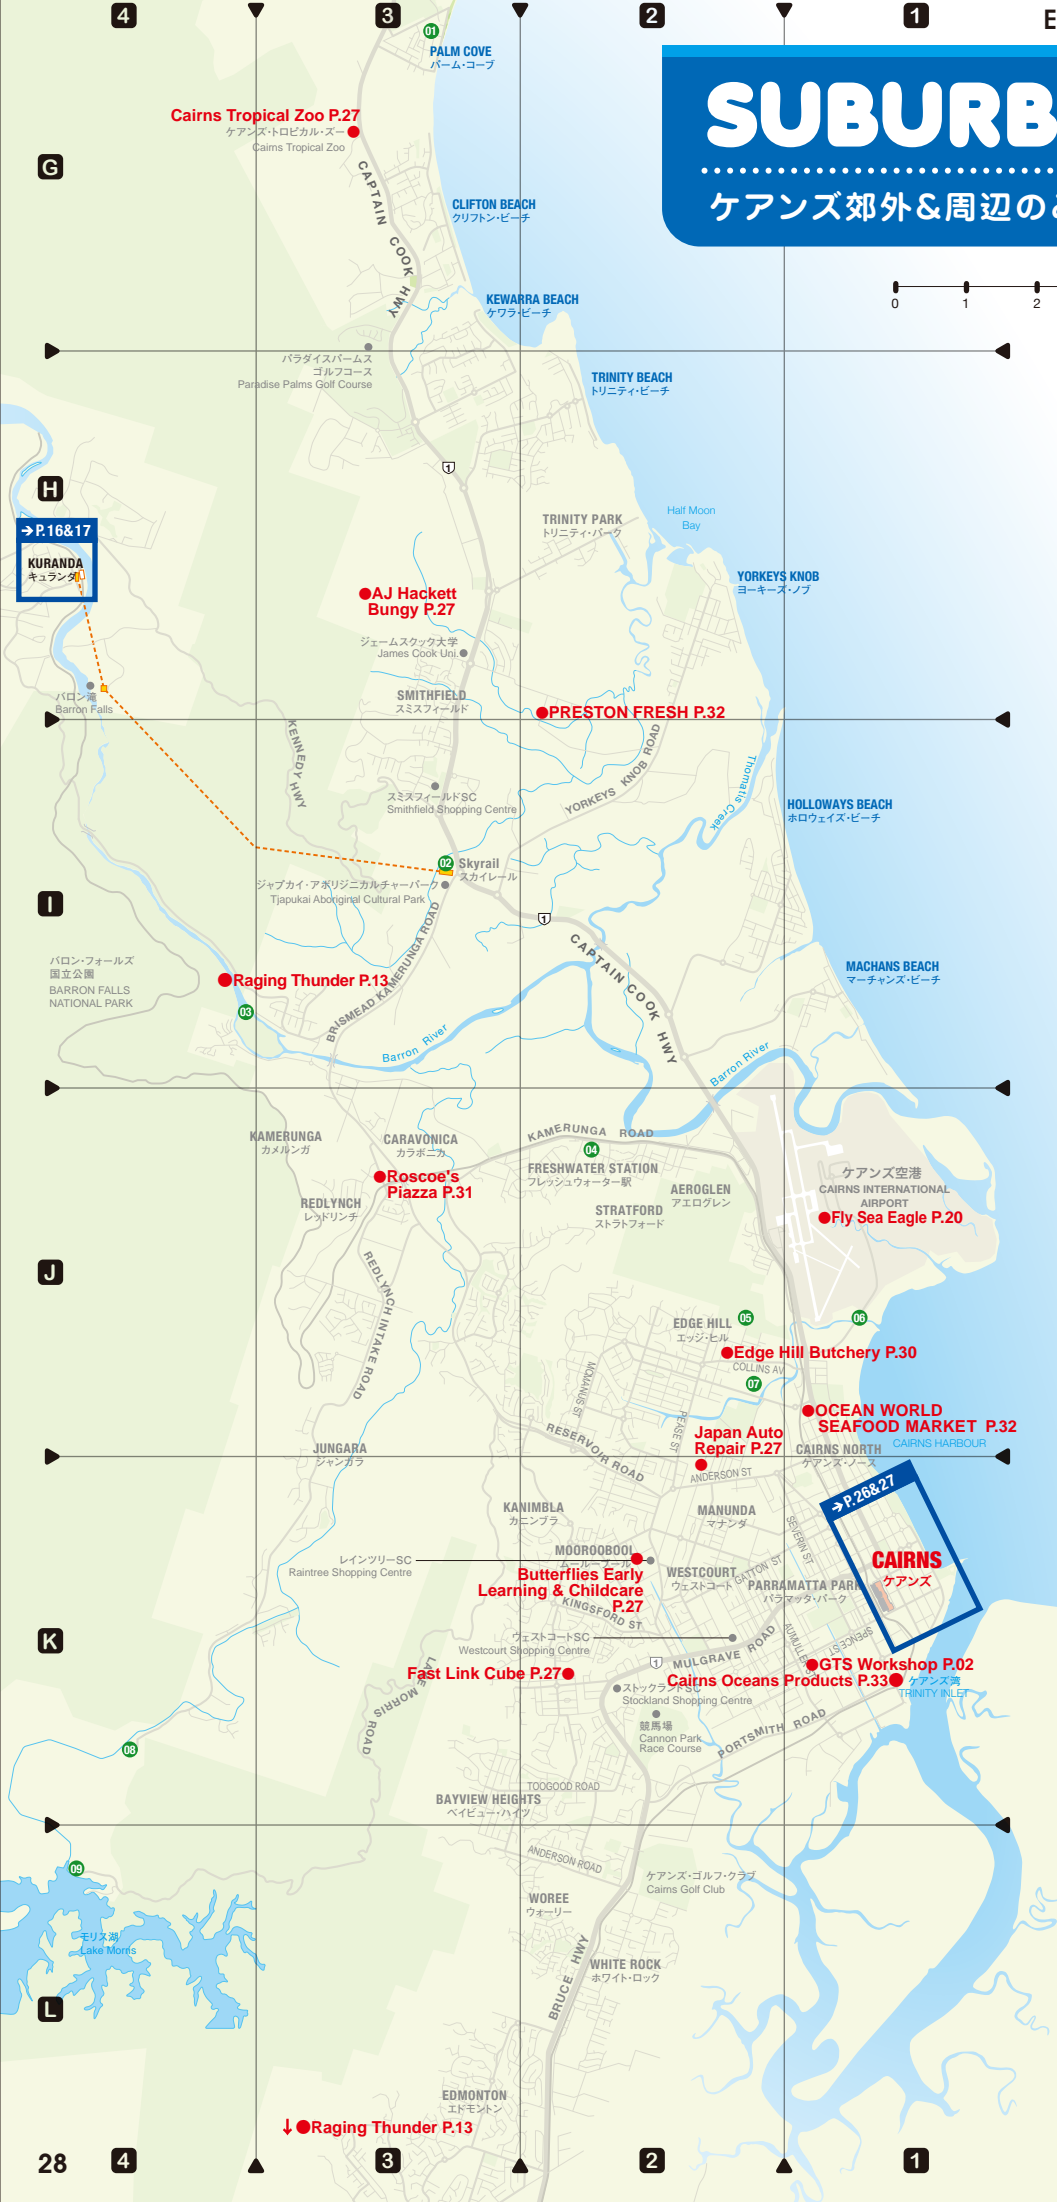 4
3
2
1
E
01
PALM COVE
パーム・コーブ
SUBURB
ケアンズ郊外&周辺の
Cairns Tropical Zoo P.27
ケアンズ・トロピカル・ズー
Cairns Tropical Zoo
G
CAPTAIN COOK HWY
CLIFTON BEACH
クリフトン・ビーチ
KEWARRA BEACH
ケワラ・ビーチ
0
1
2
パラダイスパームス
ゴルフコース
Paradise Palms Golf Course
TRINITY BEACH
トリニティ・ビーチ
1
H
Half Moon
Bay
TRINITY PARK
トリニティ・パーク
→P.16&17
KURANDA
キュランダ
YORKEYS KNOB
ヨーキーズ・ノブ
AJ Hackett
Bungy P.27
ジェームスクック大学
James Cook Uni.
バロン滝
Barron Falls
SMITHFIELD
スミスフィールド
PRESTON FRESH P.32
KENNEDY HWY
YORKEYS KNOB ROAD
Thomatis Creek
スミスフィールドSC
Smithfield Shopping Centre
HOLLOWAYS BEACH
ホロウェイズ・ビーチ
02
Skyrail
スカイレール
ジャプカイ・アボリジニカルチャーパーク
Tjapukai Aboriginal Cultural Park
I
1
CAPTAIN COOK HWY
BRISMEAD KAMERUNGA ROAD
バロン・フォールズ
国立公園
BARRON FALLS
NATIONAL PARK
MACHANS BEACH
マーチャンズ・ビーチ
Raging Thunder P.13
03
Barron River
Barron River
KAMERUNGA
カメルンガ
CARAVONICA
カラボニカ
KAMERUNGA ROAD
04
FRESHWATER STATION
フレッシュウォーター駅
ケアンズ空港
CAIRNS INTERNATIONAL
AIRPORT
Roscoe's
Piazza P.31
AEROGLEN
アエログレン
REDLYNCH
レッドリンチ
STRATFORD
ストラトフォード
Fly Sea Eagle P.20
J
REDLYNCH INTAKE ROAD
EDGE HILL
エッジ・ヒル
05
06
Edge Hill Butchery P.30
COLLINS AV
07
MCMANUS ST
PEASE ST
OCEAN WORLD
SEAFOOD MARKET P.32
CAIRNS HARBOUR
RESERVOIR ROAD
Japan Auto
Repair P.27
JUNGARA
ジャンガラ
CAIRNS NORTH
ケアンズ・ノース
ANDERSON ST
→P.26&27
KANIMBLA
カニンブラ
MANUNDA
マナンダ
SEVERIN ST
CAIRNS
ケアンズ
レインツリーSC
Raintree Shopping Centre
MOOROOBOOL
ムールーブール
Butterflies Early
Learning & Childcare
P.27
WESTCOURT
ウェストコート
GATTON ST
PARRAMATTA PARK
パラマッタ・パーク
KINGSFORD ST
K
ウェストコートSC
Westcourt Shopping Centre
1
MULGRAVE ROAD
AUMULLER ST
SPENCE ST
LAKE MORRIS ROAD
Fast Link Cube P.27
GTS Workshop P.02
Cairns Oceans Products P.33
ケアンズ湾
TRINITY INLET
ストックランドSC
Stockland Shopping Centre
競馬場
Cannon Park
Race Course
PORTSMITH ROAD
08
TOOGOOD ROAD
BAYVIEW HEIGHTS
ベイビュー・ハイツ
09
ANDERSON ROAD
ケアンズ・ゴルフ・クラブ
Cairns Golf Club
WOREE
ウォーリー
モリス湖
Lake Morris
WHITE ROCK
ホワイト・ロック
BRUCE HWY
L
EDMONTON
エドモントン
↓Raging Thunder P.13
28
4
3
2
1